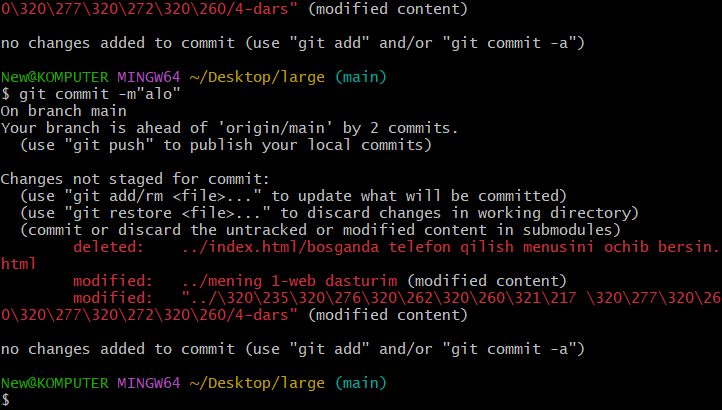 0\320\277\320\272\320\260/4-dars" (modified content)
no changes added to commit (use "git add" and/or "git commit -a")
New@KOMPUTER MINGW64 ~/Desktop/large (main)
$ git commit -m"alo"
On branch main
Your branch is ahead of 'origin/main' by 2 commits.
(use "git push" to publish your local commits)
Changes not staged for commit:
(use "git add/rm <file>..." to update what will be committed)
(use "git restore <file>..." to discard changes in working directory)
(commit or discard the untracked or modified content in submodules)
deleted: ../index.html/bosganda telefon qilish menusini ochib bersin.
html
modified: ../mening 1-web dasturim (modified content)
modified: "../\320\235\320\276\320\262\320\260\321\217 \320\277\320\26
0\320\277\320\272\320\260/4-dars" (modified content)
no changes added to commit (use "git add" and/or "git commit -a")
New@KOMPUTER MINGW64 ~/Desktop/large (main)
$